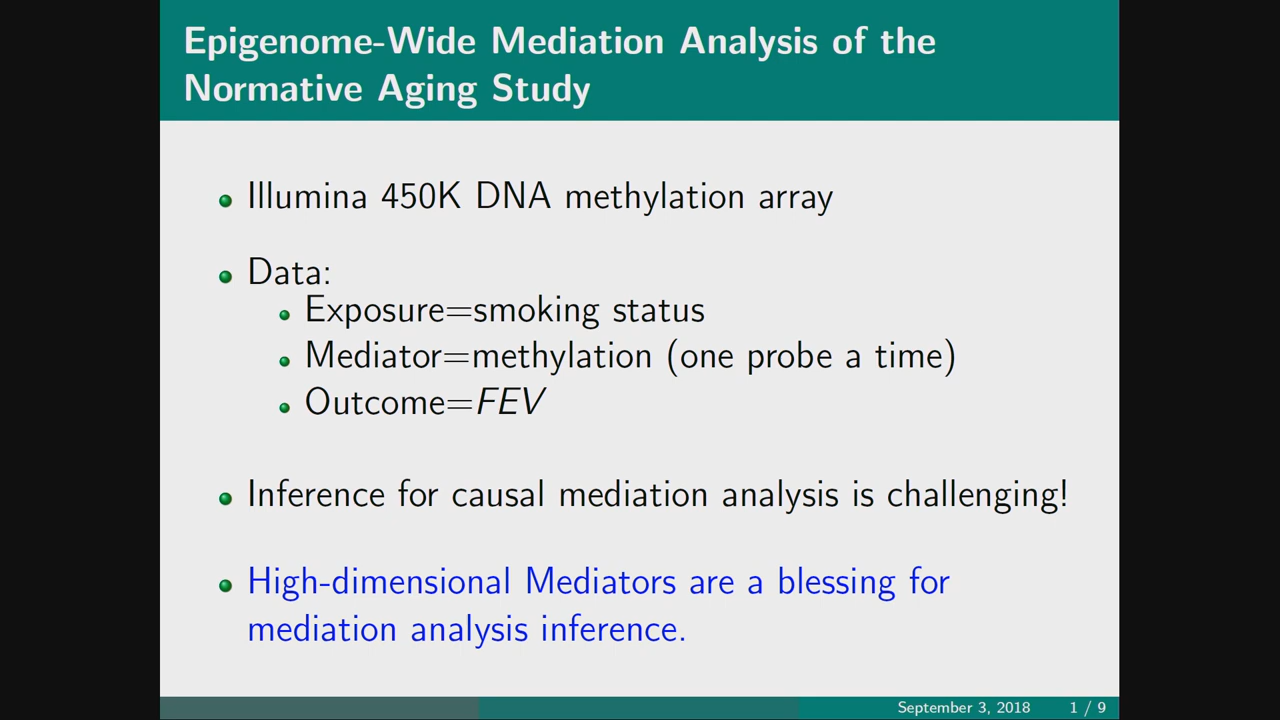 Epigenome-Wide Mediation Analysis of the
Normative Aging Study
Illumina 450K DNA methylation array
Data:
Exposure=smoking status
Mediator=methylation (one probe a time)
Outcome=FEV
Inference for causal mediation analysis is challenging!
High-dimensional Mediators are a blessing for
mediation analysis inference.
September 3, 2018 1 / 9